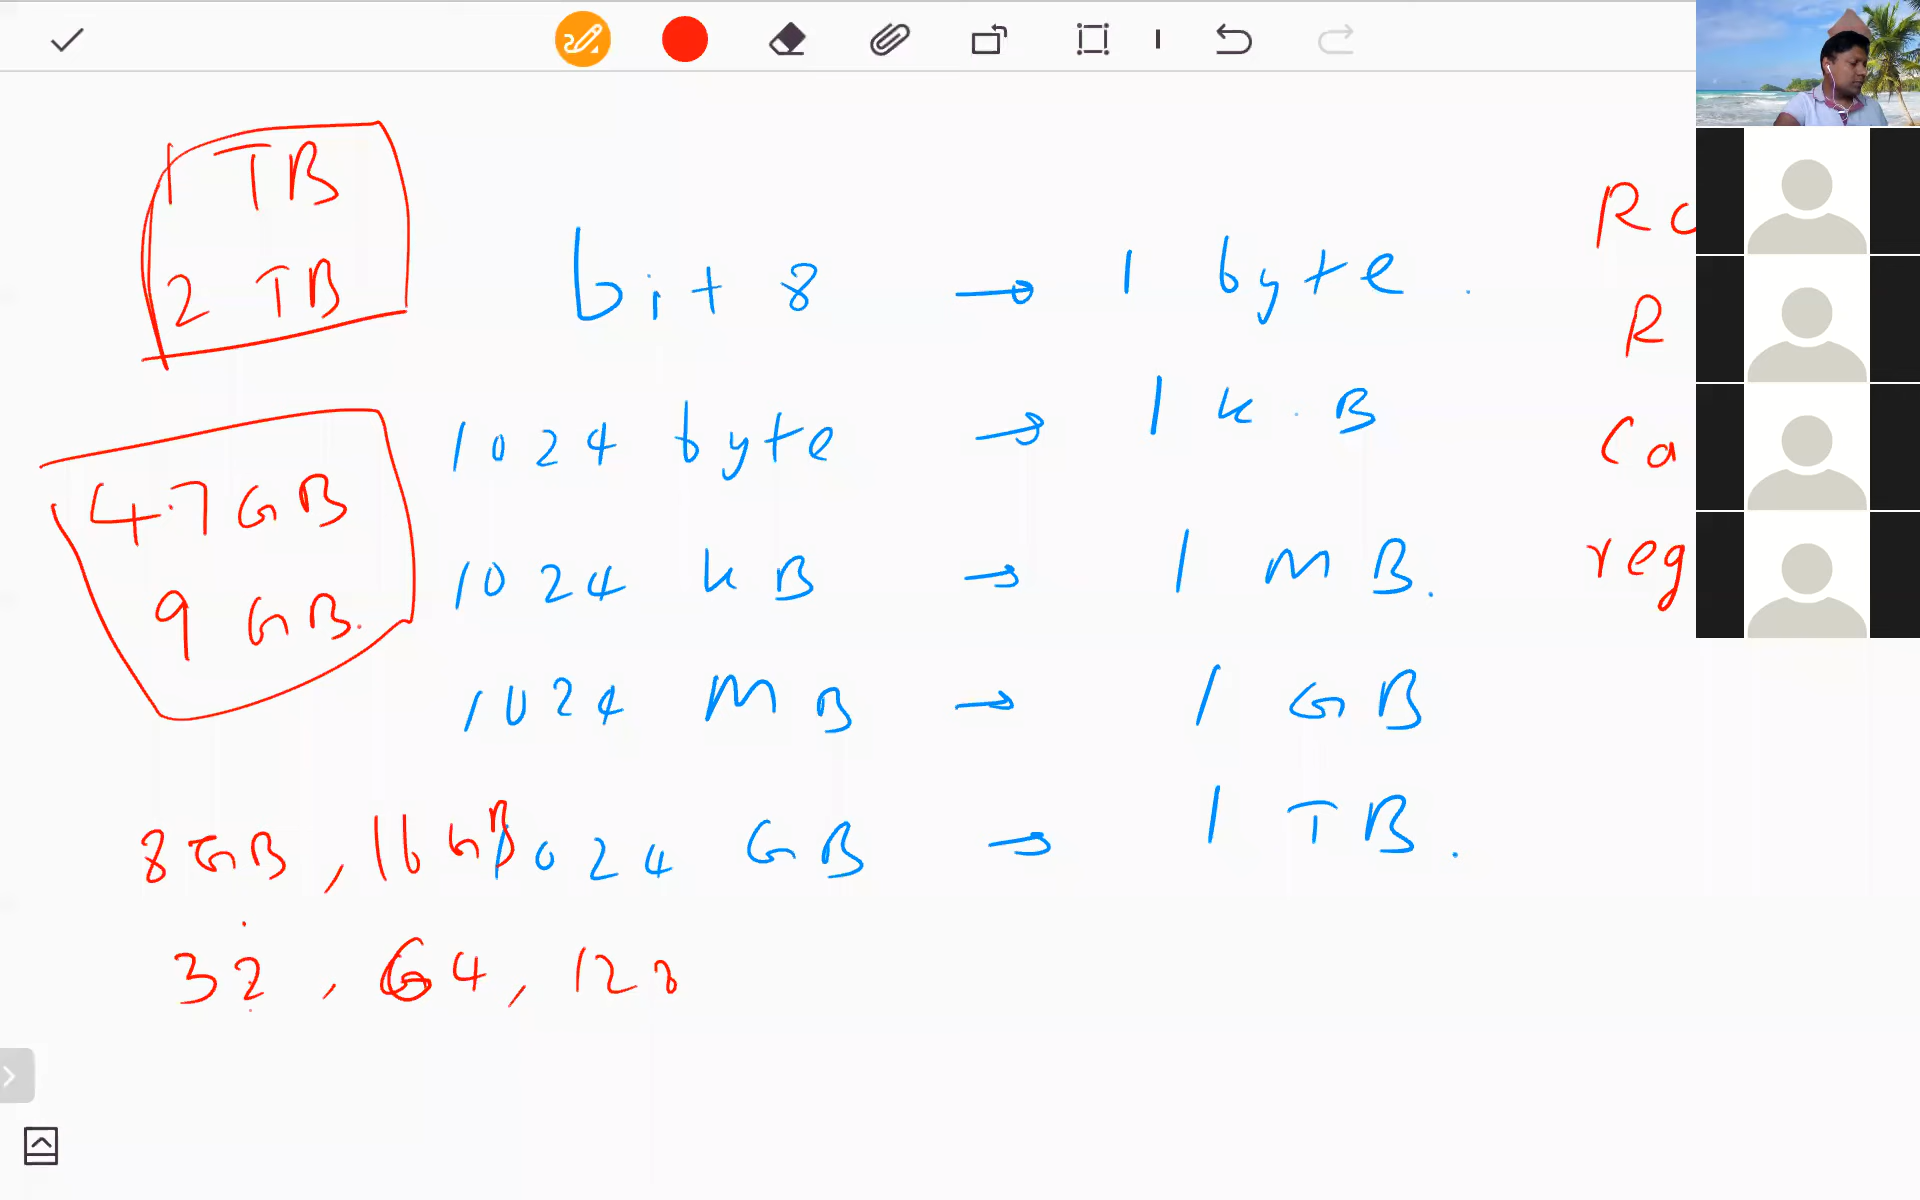 1 TB
2 TB
4.7 GB
9 GB.
bit 8 → 1 byte.
1024 byte → 1 k.B
1024 kB → 1 MB.
1024 MB → 1 GB
1024 GB → 1 TB.
8 GB, 16 GB
32, 64, 128
R
Ca
reg